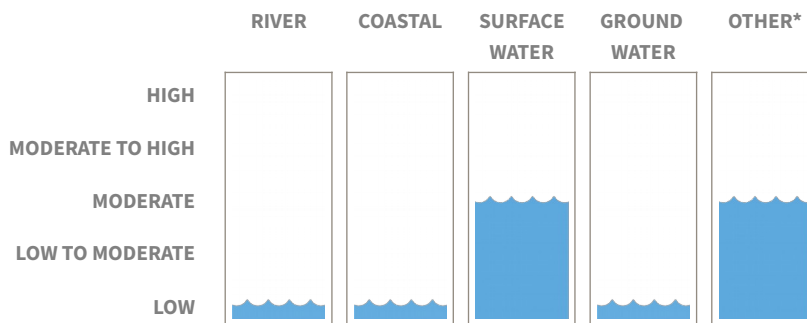 RIVER COASTAL SURFACE WATER GROUND WATER OTHER*
HIGH
MODERATE TO HIGH
MODERATE
LOW TO MODERATE
LOW